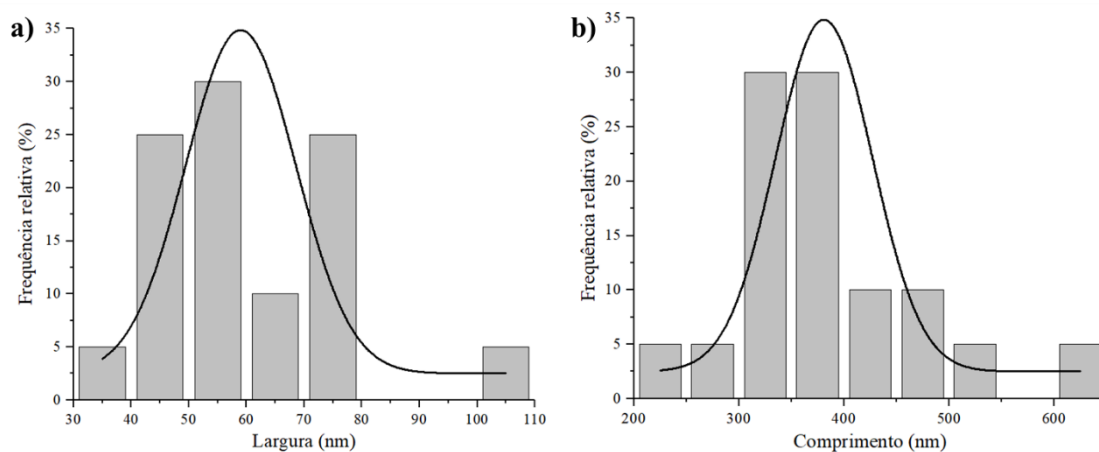 a)
35
30
25
20
15
10
5
0
Frequência relativa (%)
30 40 50 60 70 80 90 100 110
Largura (nm)
b)
35
30
25
20
15
10
5
0
Frequência relativa (%)
200 300 400 500 600
Comprimento (nm)